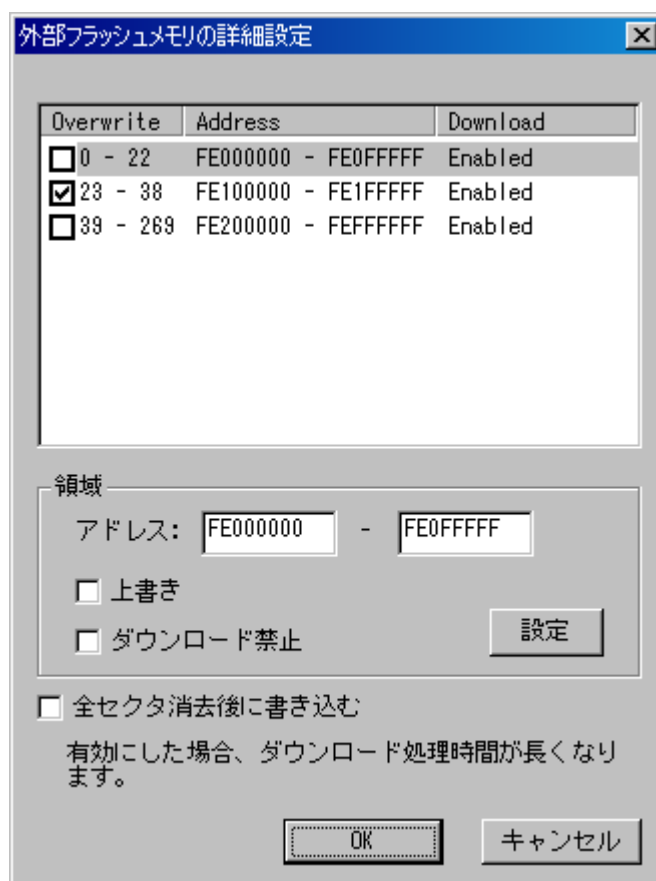 外部フラッシュメモリの詳細設定
Overwrite Address Download
0 - 22 FE000000 - FE0FFFFF Enabled
23 - 38 FE100000 - FE1FFFFF Enabled
39 - 269 FE200000 - FEFFFFFF Enabled
領域
アドレス: FE000000 - FE0FFFFF
上書き
ダウンロード禁止
設定
全セクタ消去後に書き込む
有効にした場合、ダウンロード処理時間が長くなり
ます。
OK キャンセル